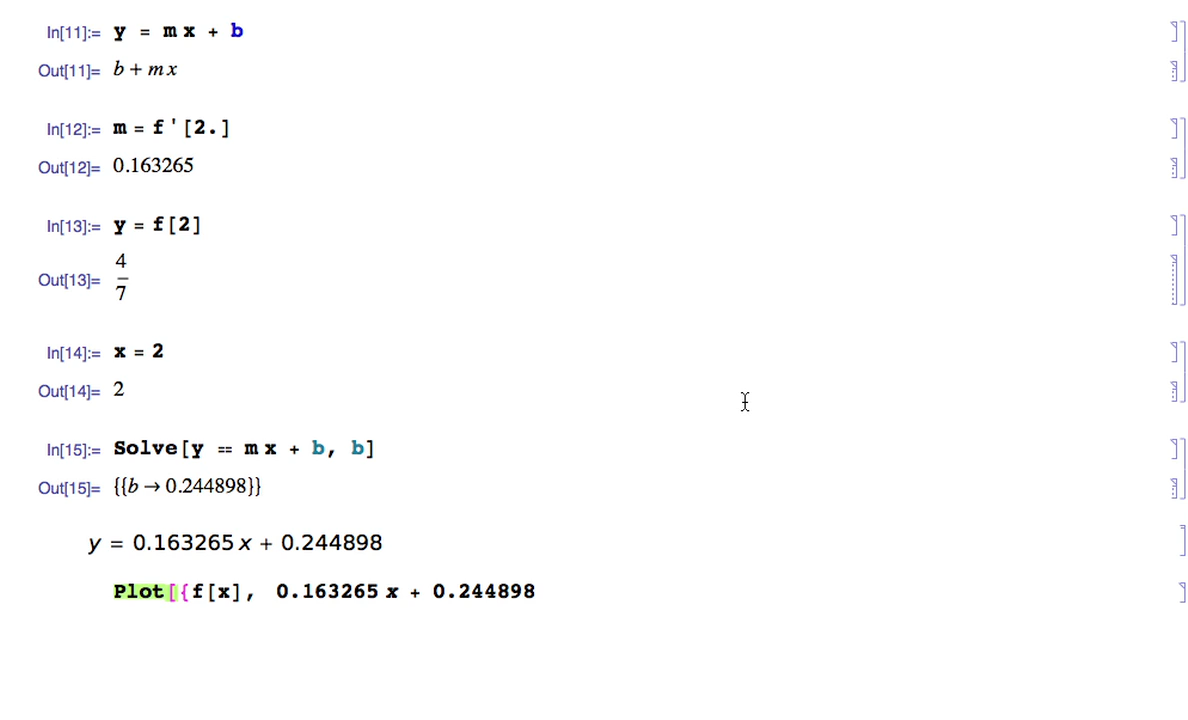 In[11]:= y = m x + b
Out[11]= b + m x
In[12]:= m = f '[2.]
Out[12]= 0.163265
In[13]:= y = f[2]
Out[13]= 4/7
In[14]:= x = 2
Out[14]= 2
In[15]:= Solve[y == m x + b, b]
Out[15]= {{b → 0.244898}}
y = 0.163265 x + 0.244898
Plot[{f[x], 0.163265 x + 0.244898